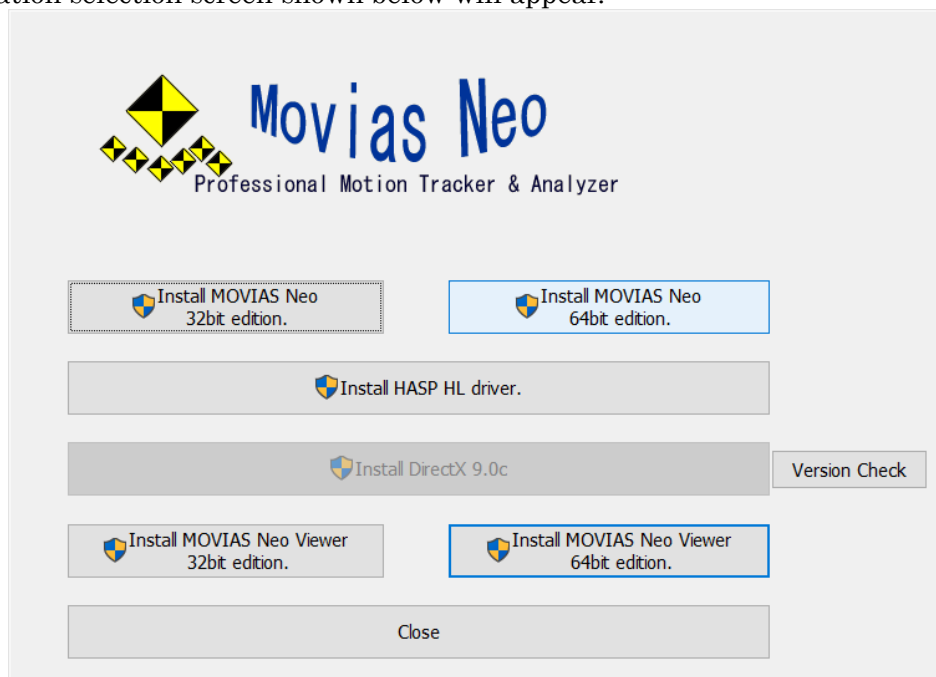 ation selection screen shown below will appear.
Movias Neo
Professional Motion Tracker & Analyzer
Install MOVIAS Neo
32bit edition.
Install MOVIAS Neo
64bit edition.
Install HASP HL driver.
Install DirectX 9.0c
Version Check
Install MOVIAS Neo Viewer
32bit edition.
Install MOVIAS Neo Viewer
64bit edition.
Close